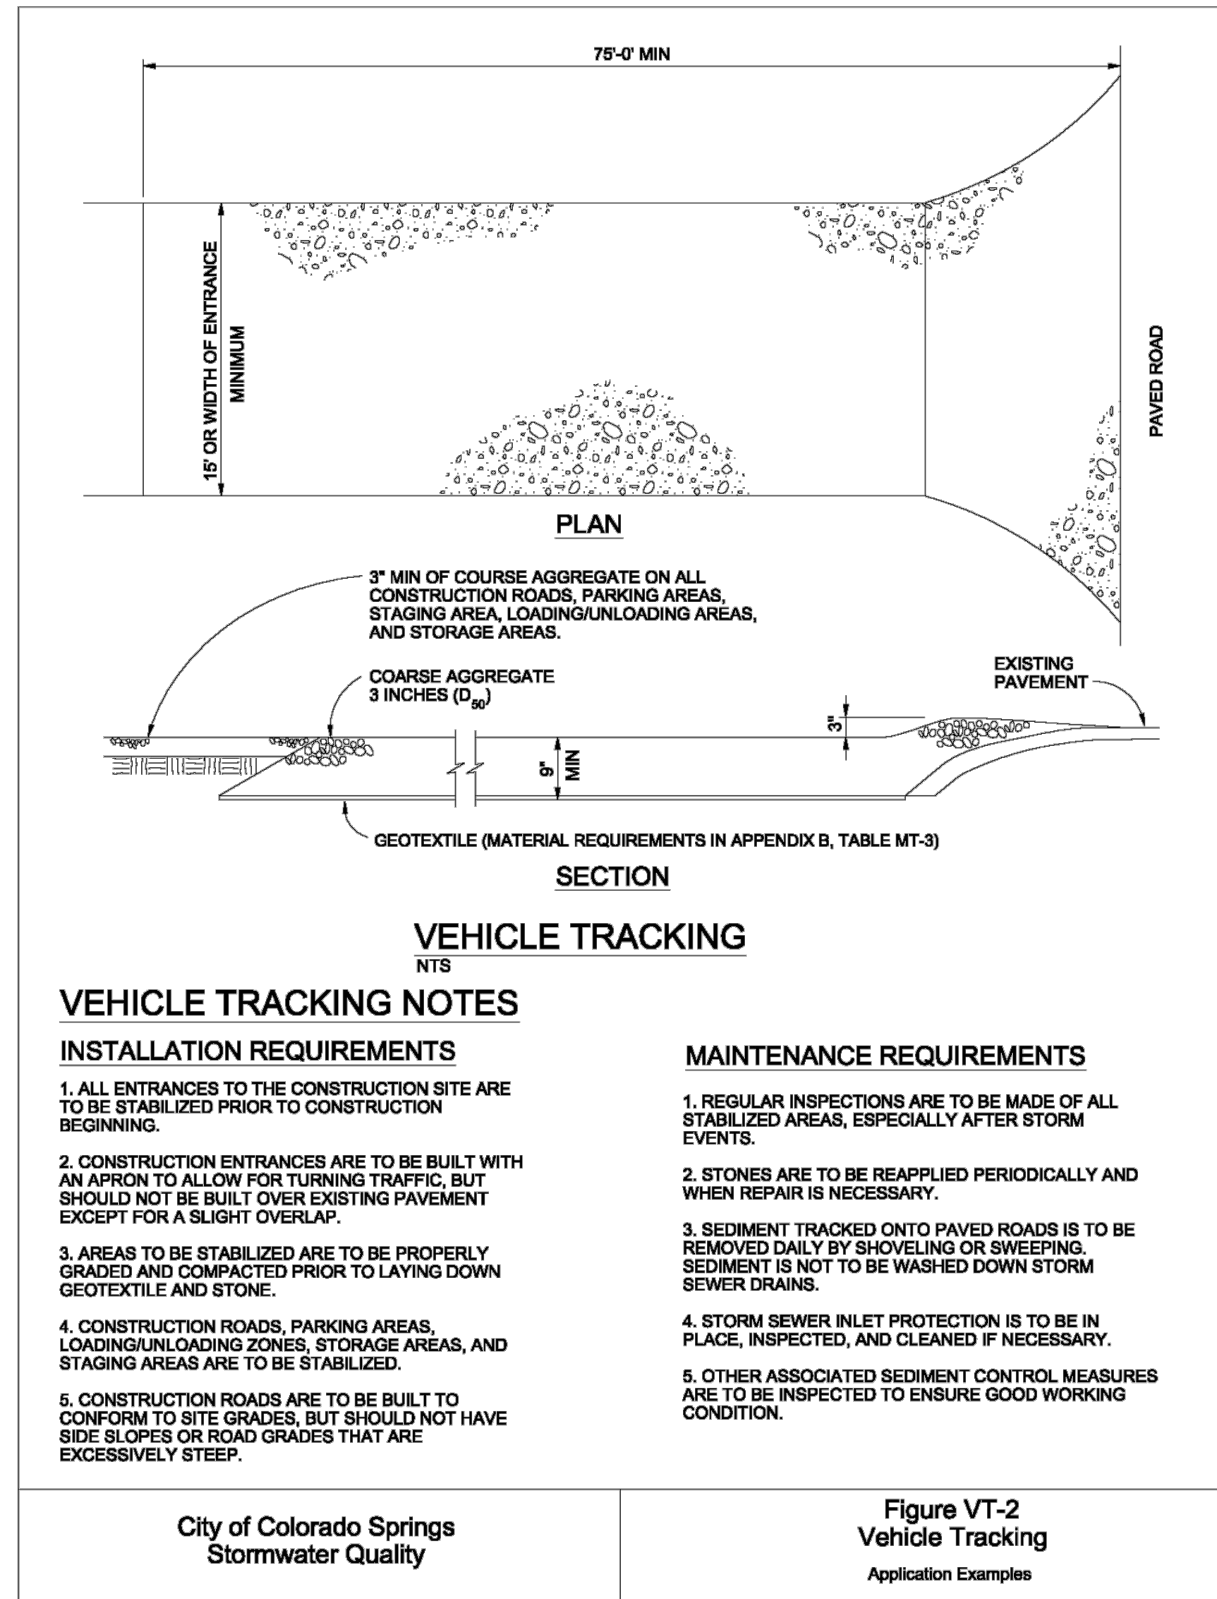 75'-0' MIN
15' OR WIDTH OF ENTRANCE
MINIMUM
PAVED ROAD
PLAN
3" MIN OF COURSE AGGREGATE ON ALL
CONSTRUCTION ROADS, PARKING AREAS,
STAGING AREA, LOADING/UNLOADING AREAS,
AND STORAGE AREAS.
COARSE AGGREGATE
3 INCHES (D50)
EXISTING
PAVEMENT
3"
9"
MIN
GEOTEXTILE (MATERIAL REQUIREMENTS IN APPENDIX B, TABLE MT-3)
SECTION
VEHICLE TRACKING
NTS
VEHICLE TRACKING NOTES
INSTALLATION REQUIREMENTS
1. ALL ENTRANCES TO THE CONSTRUCTION SITE ARE
TO BE STABILIZED PRIOR TO CONSTRUCTION
BEGINNING.
2. CONSTRUCTION ENTRANCES ARE TO BE BUILT WITH
AN APRON TO ALLOW FOR TURNING TRAFFIC, BUT
SHOULD NOT BE BUILT OVER EXISTING PAVEMENT
EXCEPT FOR A SLIGHT OVERLAP.
3. AREAS TO BE STABILIZED ARE TO BE PROPERLY
GRADED AND COMPACTED PRIOR TO LAYING DOWN
GEOTEXTILE AND STONE.
4. CONSTRUCTION ROADS, PARKING AREAS,
LOADING/UNLOADING ZONES, STORAGE AREAS, AND
STAGING AREAS ARE TO BE STABILIZED.
5. CONSTRUCTION ROADS ARE TO BE BUILT TO
CONFORM TO SITE GRADES, BUT SHOULD NOT HAVE
SIDE SLOPES OR ROAD GRADES THAT ARE
EXCESSIVELY STEEP.
MAINTENANCE REQUIREMENTS
1. REGULAR INSPECTIONS ARE TO BE MADE OF ALL
STABILIZED AREAS, ESPECIALLY AFTER STORM
EVENTS.
2. STONES ARE TO BE REAPPLIED PERIODICALLY AND
WHEN REPAIR IS NECESSARY.
3. SEDIMENT TRACKED ONTO PAVED ROADS IS TO BE
REMOVED DAILY BY SHOVELING OR SWEEPING.
SEDIMENT IS NOT TO BE WASHED DOWN STORM
SEWER DRAINS.
4. STORM SEWER INLET PROTECTION IS TO BE IN
PLACE, INSPECTED, AND CLEANED IF NECESSARY.
5. OTHER ASSOCIATED SEDIMENT CONTROL MEASURES
ARE TO BE INSPECTED TO ENSURE GOOD WORKING
CONDITION.
City of Colorado Springs
Stormwater Quality
Figure VT-2
Vehicle Tracking
Application Examples